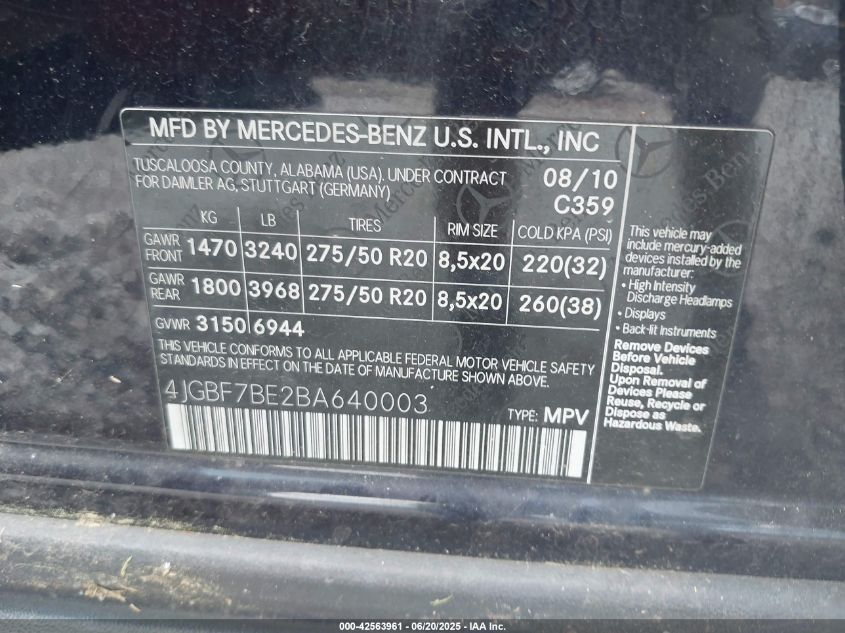 MFD BY MERCEDES-BENZ U.S. INTL., INC
TUSCALOOSA COUNTY, ALABAMA (USA). UNDER CONTRACT
FOR DAIMLER AG, STUTTGART (GERMANY)
08/10
C359
KG LB TIRES RIM SIZE COLD KPA (PSI)
GAWR
FRONT 1470 3240 275/50 R20 8,5x20 220(32)
GAWR
REAR 1800 3968 275/50 R20 8,5x20 260(38)
GVWR 3150 6944
THIS VEHICLE CONFORMS TO ALL APPLICABLE FEDERAL MOTOR VEHICLE SAFETY
STANDARDS IN EFFECT ON THE DATE OF MANUFACTURE SHOWN ABOVE.
4JGBF7BE2BA640003
TYPE: MPV
This vehicle may
include mercury-added
devices installed by the
manufacturer:
• High Intensity
Discharge Headlamps
• Displays
• Back-lit Instruments
Remove Devices
Before Vehicle
Disposal.
Upon Removal of
Devices Please
Reuse, Recycle or
Dispose as
Hazardous Waste.
000-42563961 - 06/20/2025 - IAA Inc.